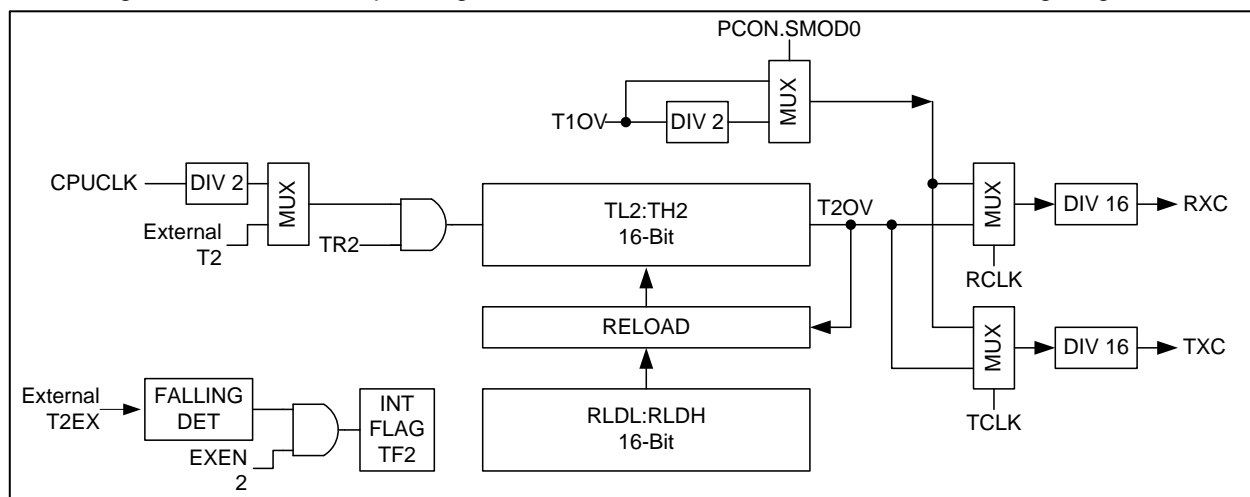 PCON.SMOD0
MUX
T1OV
DIV 2
CPUCLK
DIV 2
MUX
External
T2
TR2
TL2:TH2
16-Bit
T2OV
MUX
DIV 16
RXC
RCLK
RELOAD
MUX
DIV 16
TXC
TCLK
External
T2EX
FALLING
DET
EXEN
2
INT
FLAG
TF2
RLDL:RLDH
16-Bit